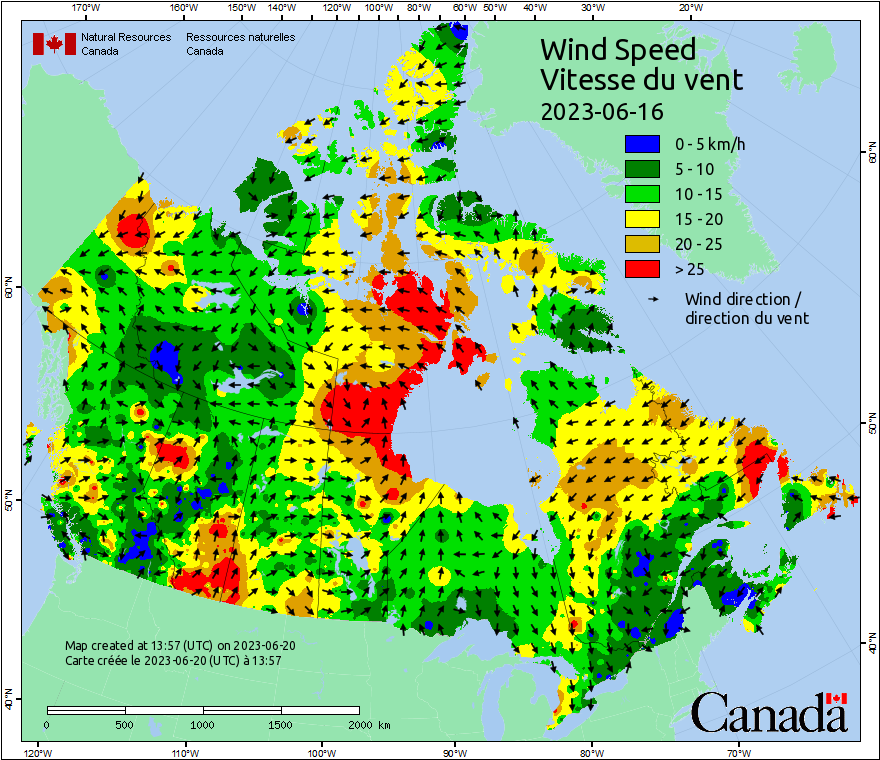 170°W 160°W 150°W 140°W 130°W 120°W 110°W 100°W 90°W 80°W 70°W 60°W 50°W 40°W 30°W 20°W
Natural Resources Ressources naturelles
Canada Canada
Wind Speed
Vitesse du vent
2023-06-16
0 - 5 km/h
5 - 10
10 - 15
15 - 20
20 - 25
> 25
Wind direction /
direction du vent
60°N 60°N
50°N 50°N
40°N 40°N
Map created at 13:57 (UTC) on 2023-06-20
Carte créée le 2023-06-20 (UTC) à 13:57
0 500 1000 1500 2000 km
Canada
120°W 110°W 100°W 90°W 80°W 70°W